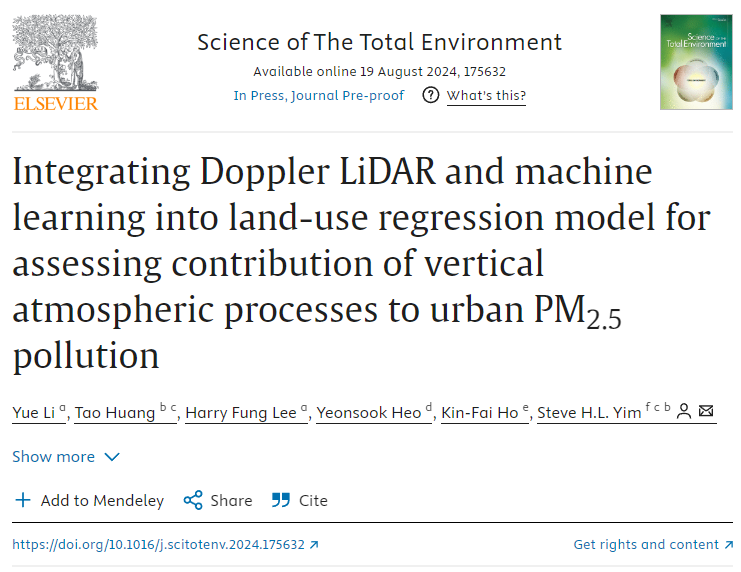 ELSEVIER
Science of The Total Environment
Available online 19 August 2024, 175632
In Press, Journal Pre-proof ? What's this?
Science OF THE
Total Environment
Integrating Doppler LiDAR and machine
learning into land-use regression model for
assessing contribution of vertical
atmospheric processes to urban PM2.5
pollution
Yue Li a, Tao Huang b c, Harry Fung Lee a, Yeonsook Heo d, Kin-Fai Ho e, Steve H.L. Yim f c b
Show more
Add to Mendeley Share Cite
https://doi.org/10.1016/j.scitotenv.2024.175632
Get rights and content